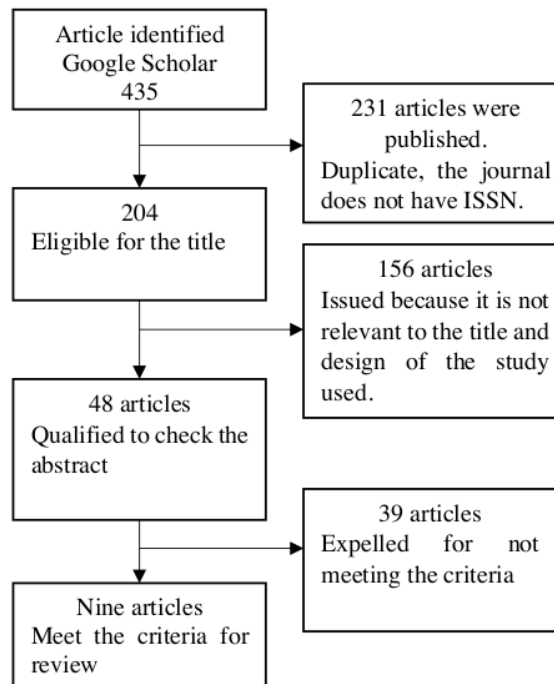 Article identified
Google Scholar
435
231 articles were
published.
Duplicate, the journal
does not have ISSN.
204
Eligible for the title
156 articles
Issued because it is not
relevant to the title and
design of the study
used.
48 articles
Qualified to check the
abstract
39 articles
Expelled for not
meeting the criteria
Nine articles
Meet the criteria for
review